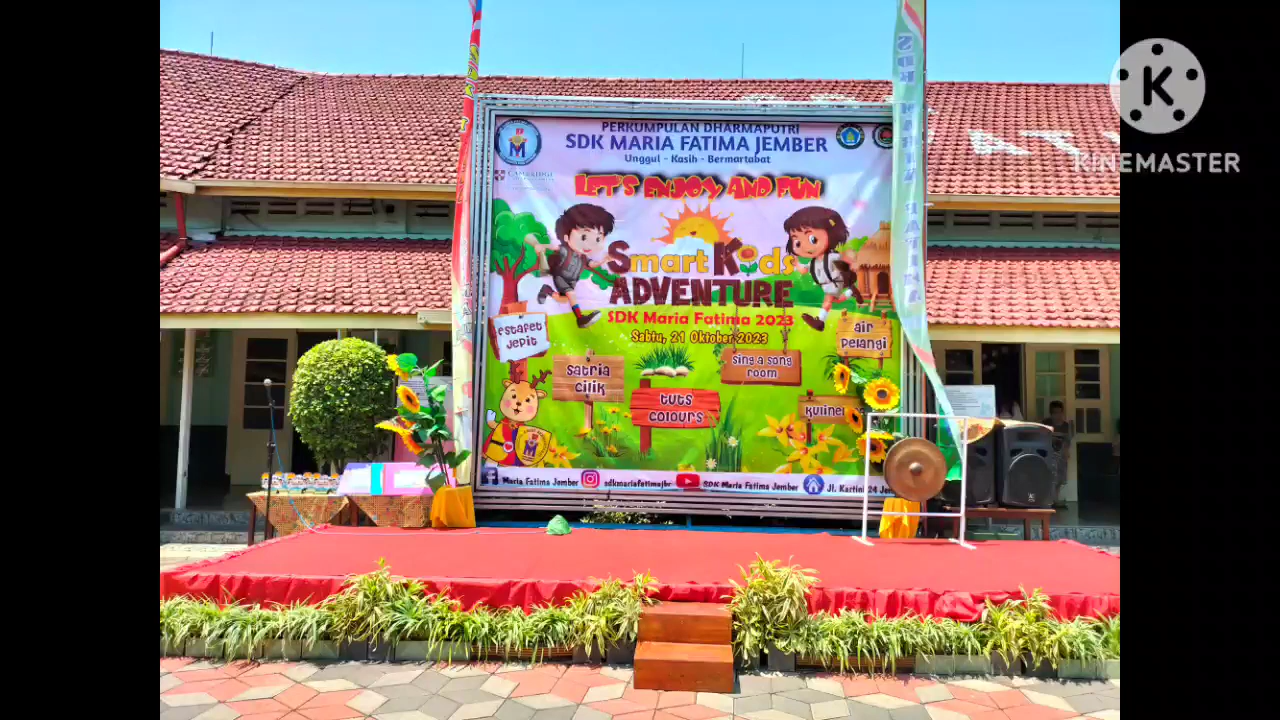 PERKUMPULAN DHARMAPUTRI
SDK MARIA FATIMA JEMBER
Unggul - Kasih - Bermartabat
CAMBRIDGE
LET'S ENJOY AND FUN
Smart Kids
ADVENTURE
SDK Maria Fatima 2023
Sabtu, 21 Oktober 2023
estafet
jepit
satria
cilik
tuts
colours
sing a song
room
air
pelangi
kuliner
Maria Fatima Jember
sdkmariafatimajbr
SDK Maria Fatima Jember
Jl. Kartini 24
K
KINEMASTER